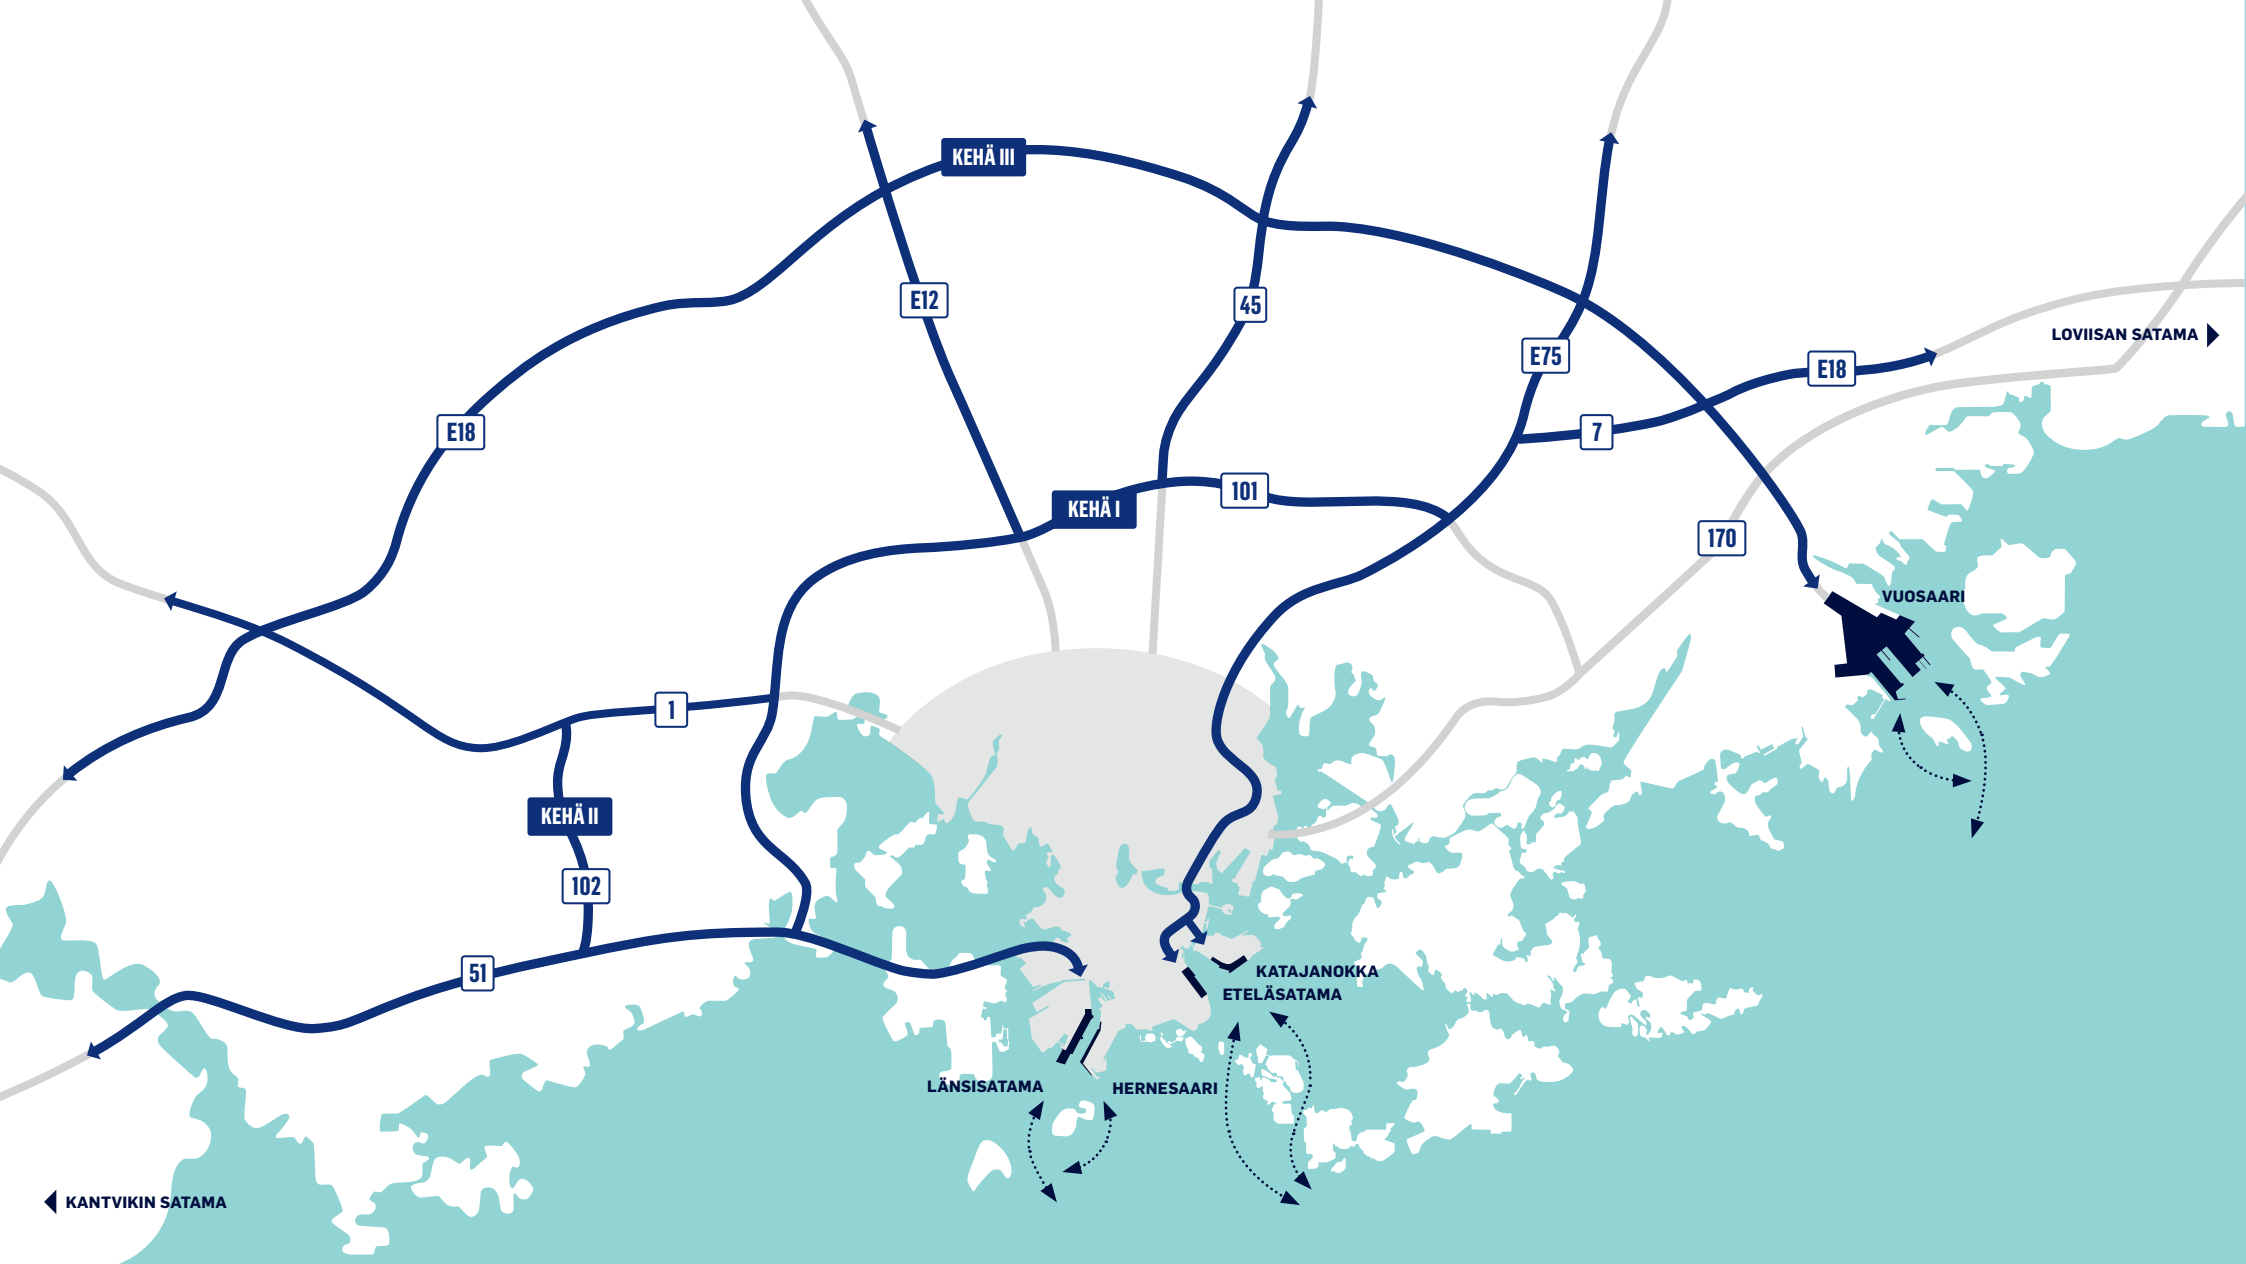 KEHÄ III
E12
45
LOVIISAN SATAMA
E75
E18
E18
7
101
KEHÄ I
170
VUOSAARI
1
KEHÄ II
102
51
KATAJANOKKA
ETELÄSATAMA
LÄNSISATAMA
HERNESAARI
KANTVIKIN SATAMA